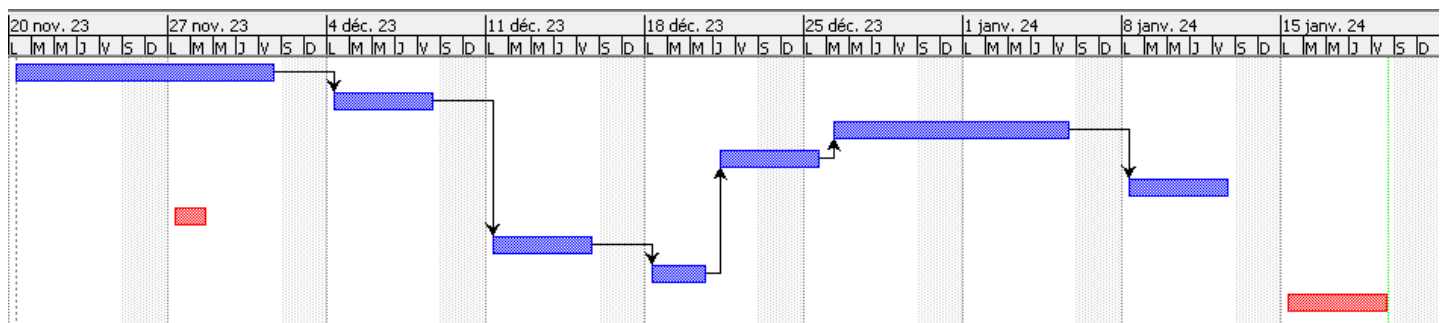 20 nov. 23 27 nov. 23 4 déc. 23 11 déc. 23 18 déc. 23 25 déc. 23 1 janv. 24 8 janv. 24 15 janv. 24
L M M J V S D L M M J V S D L M M J V S D L M M J V S D L M M J V S D L M M J V S D L M M J V S D L M M J V S D L M M J V S D